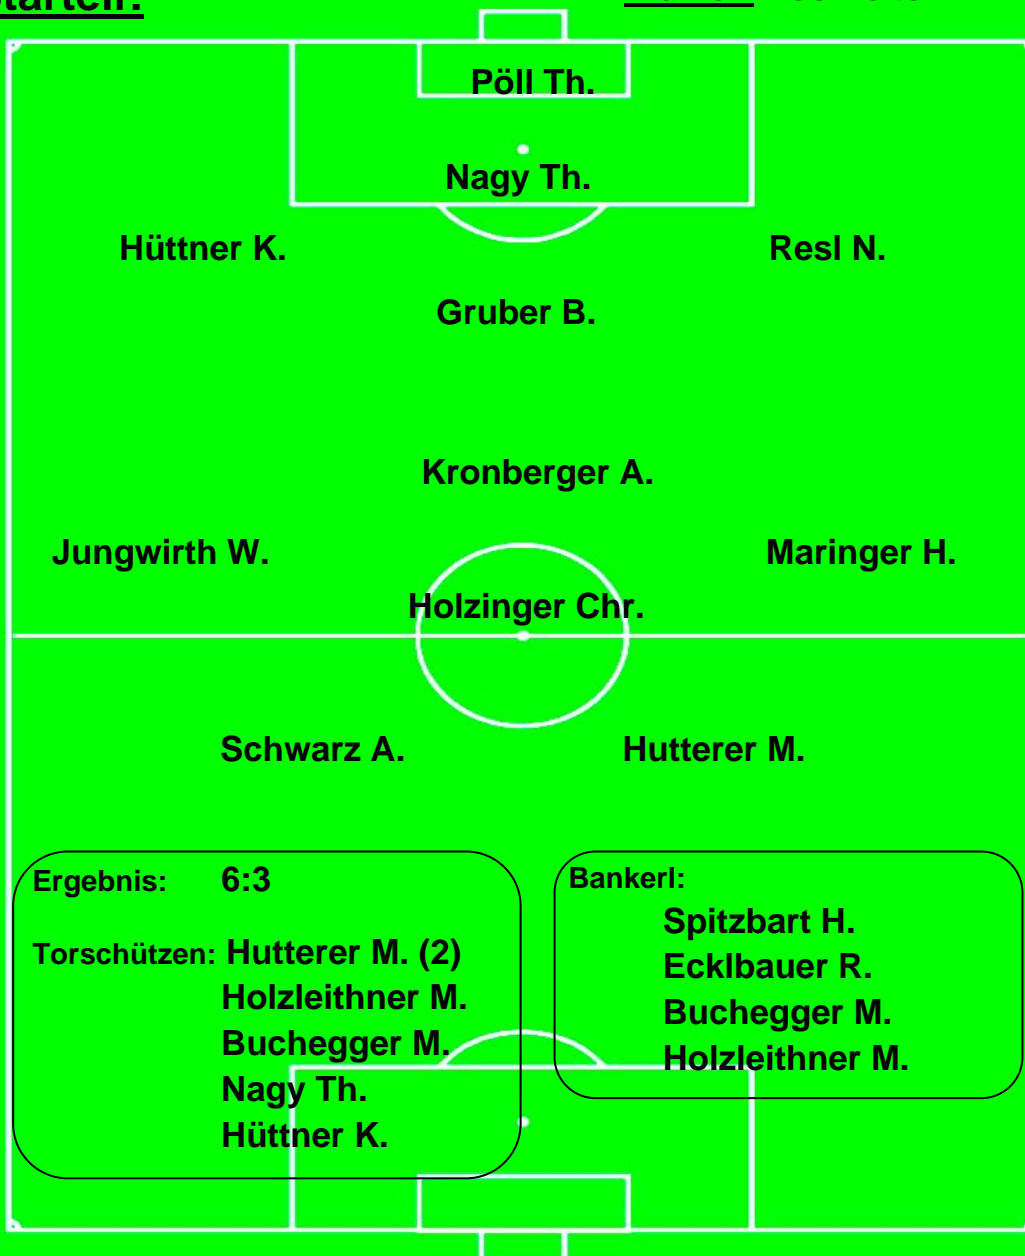 Pöll Th.
Nagy Th.
Hüttner K. Resl N.
Gruber B.
Kronberger A.
Jungwirth W. Maringer H.
Holzinger Chr.
Schwarz A. Hutterer M.
Ergebnis: 6:3
Torschützen: Hutterer M. (2)
Holzleithner M.
Buchegger M.
Nagy Th.
Hüttner K.
Bankerl:
Spitzbart H.
Ecklbauer R.
Buchegger M.
Holzleithner M.